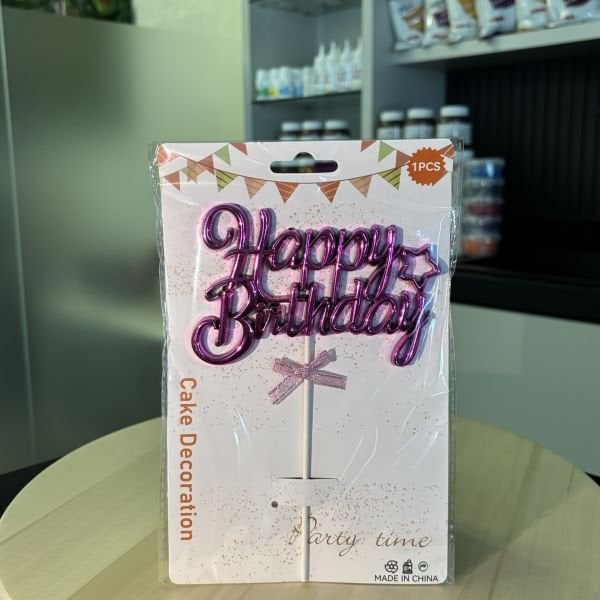 1PCS
Happy
Birthday
Cake Decoration
Party time
MADE IN CHINA